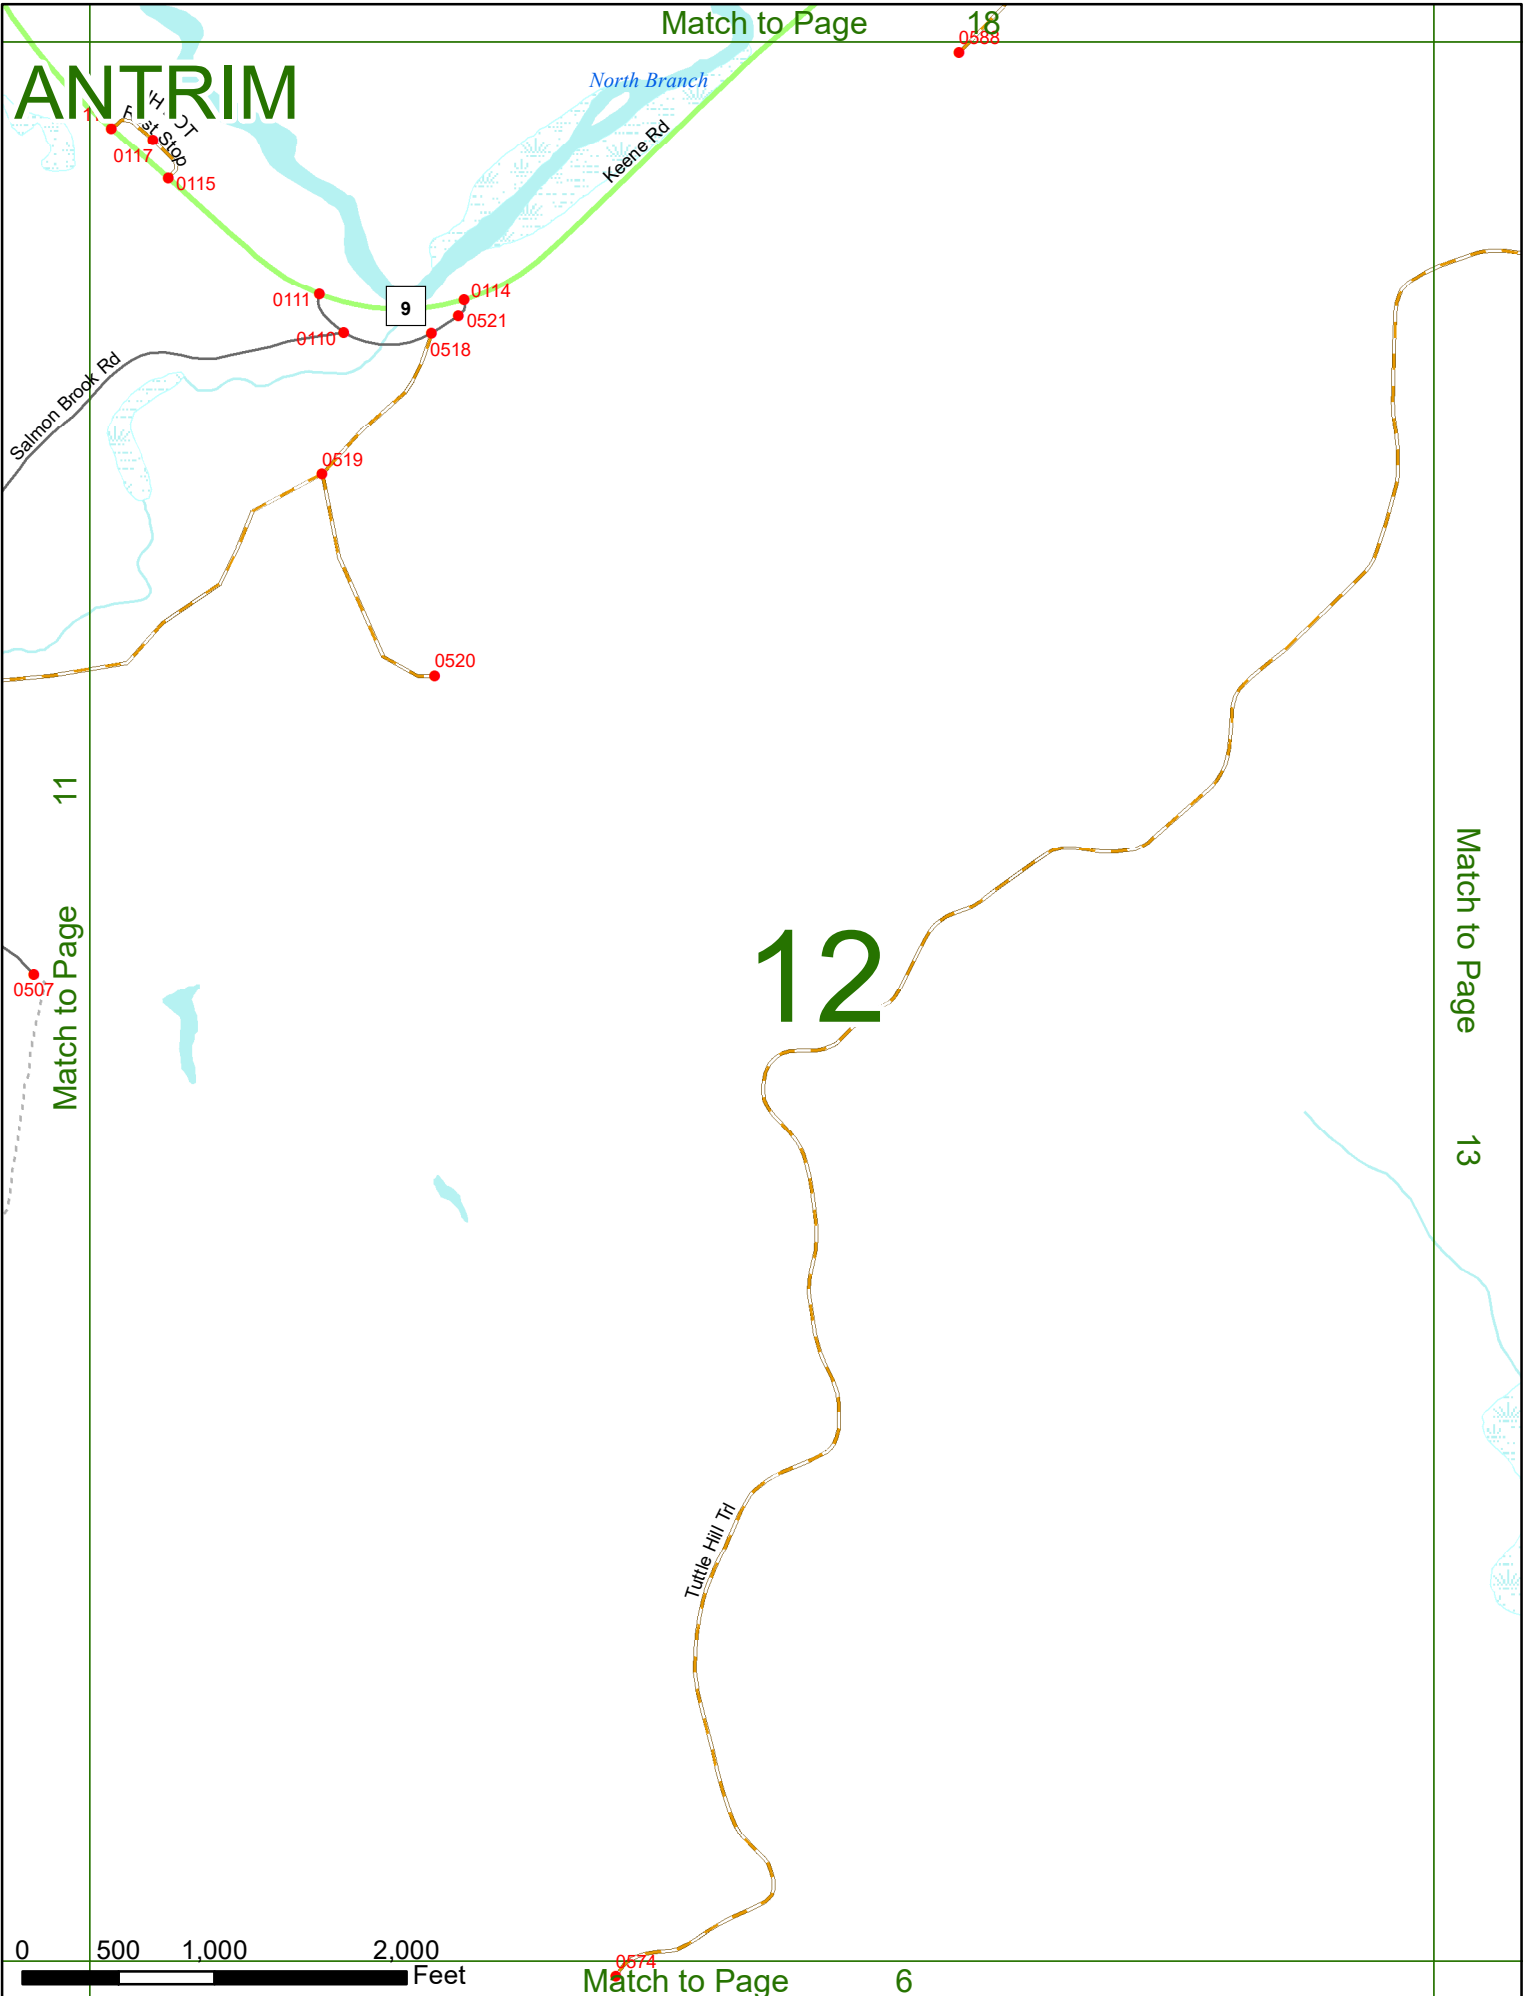 Match to Page 18
0588
ANTRIM
North Branch
Keene Rd
Stop
0117
0115
0111
9
0114
0521
0110
0518
Salmon Brook Rd
0519
0520
Match to Page 11
12
Match to Page 13
0507
Tuttle Hill Trl
0574
0 500 1,000 2,000
Feet
Match to Page 6